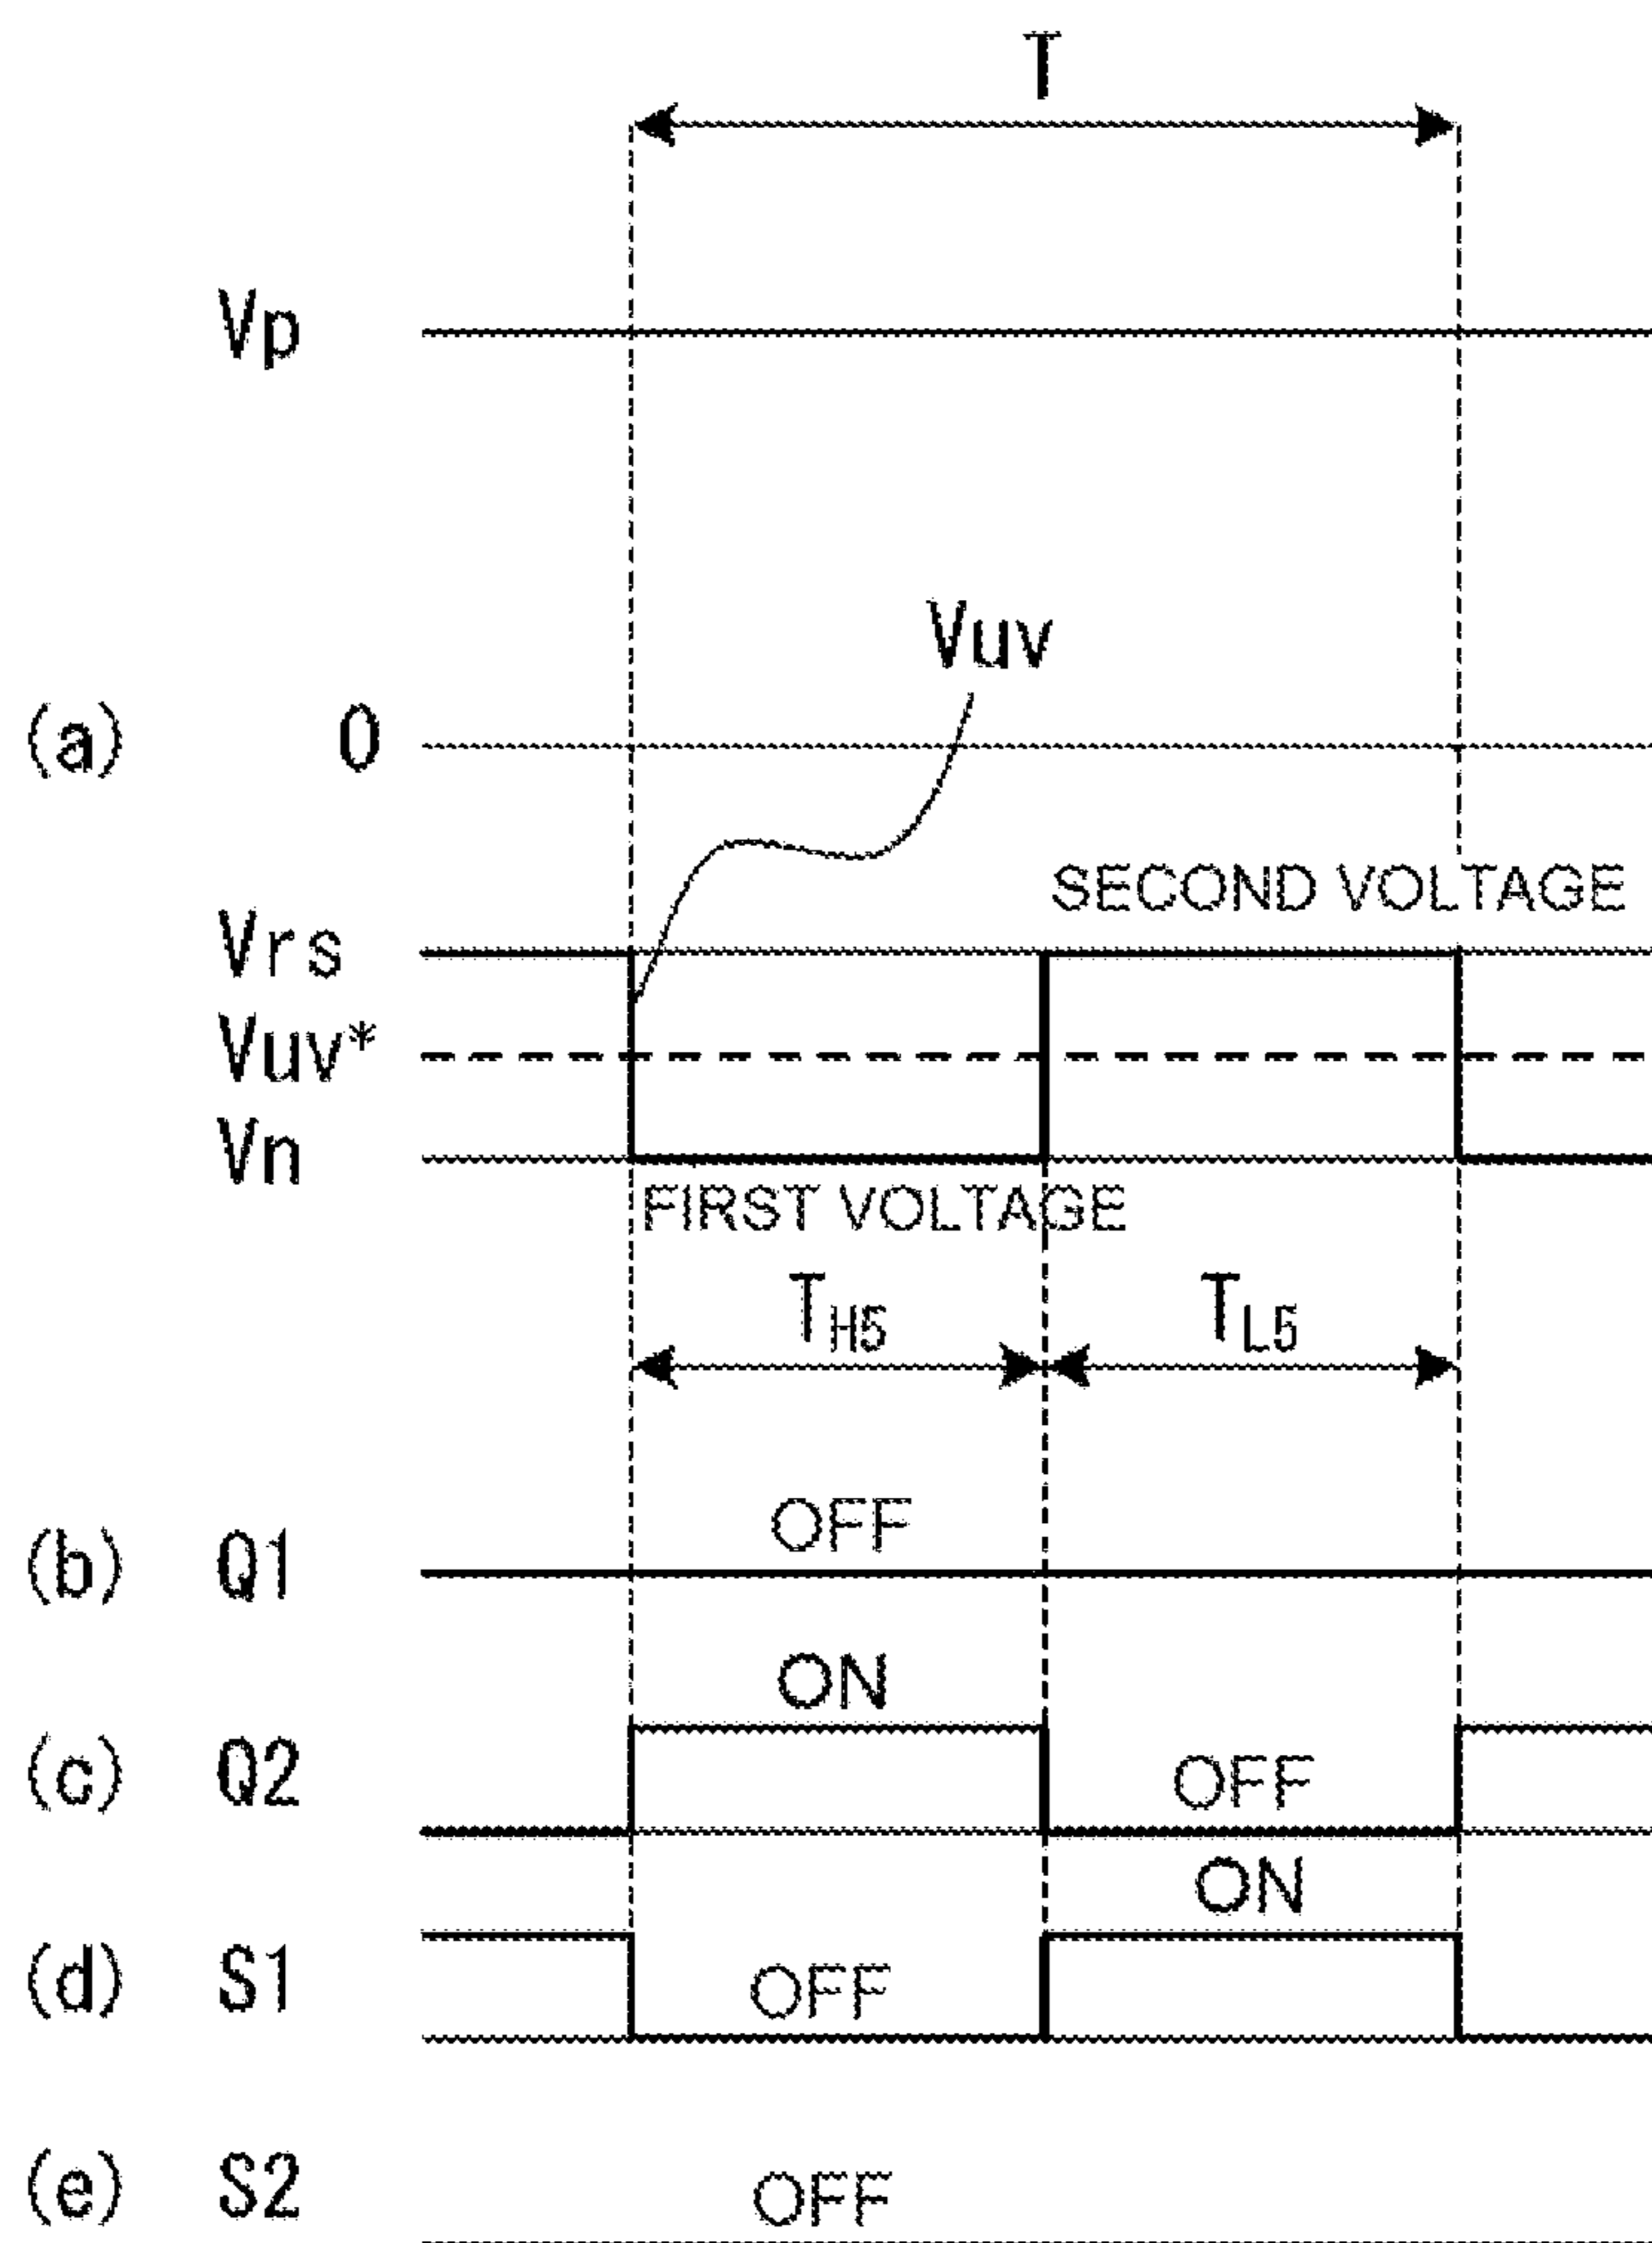 T
Vp
Vuv
(a) 0
SECOND VOLTAGE
Vrs
Vuv*
Vn
FIRST VOLTAGE
TH5 TL5
OFF
(b) Q1
ON
(c) Q2 OFF
ON
(d) S1 OFF
(e) S2 OFF